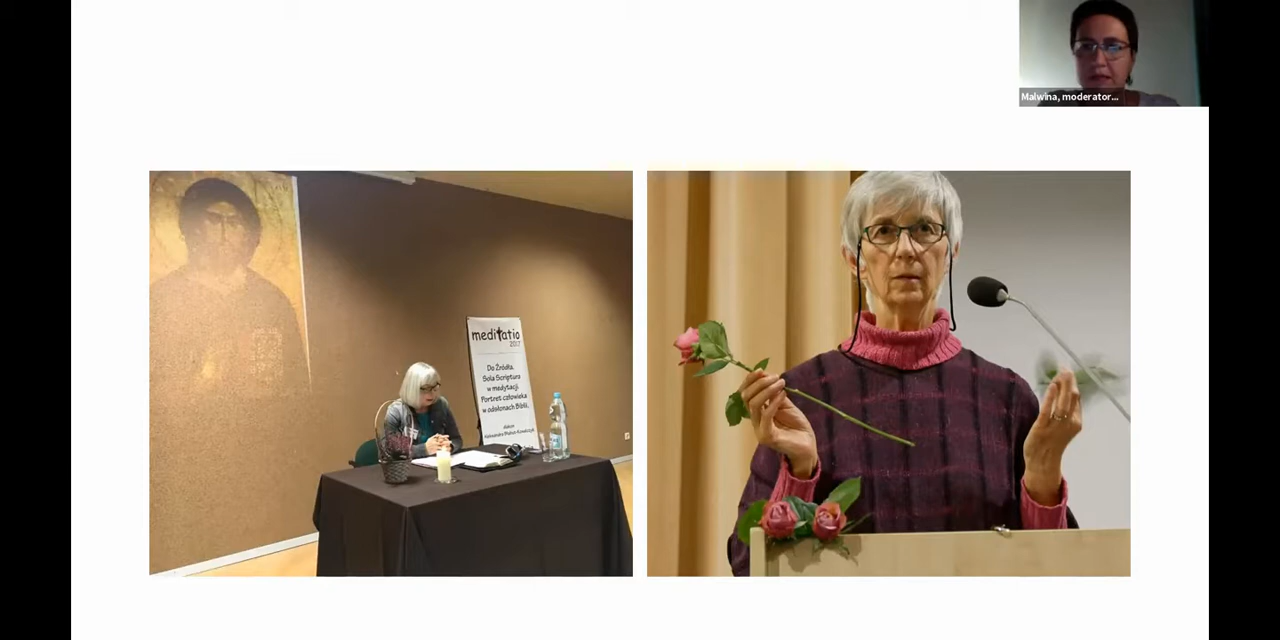 Malwina, moderator...
meditatio
2017
Do Źródła.
Sola Scriptura
w medytacji.
Portret człowieka
w odsłonach Biblii.